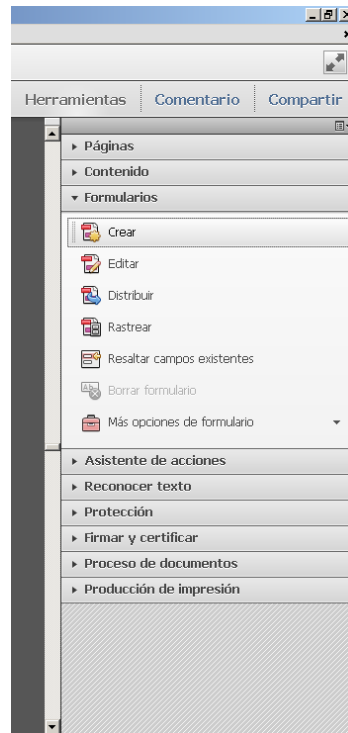 Herramientas Comentario Compartir
Páginas
Contenido
Formularios
Crear
Editar
Distribuir
Rastrear
Resaltar campos existentes
Borrar formulario
Más opciones de formulario
Asistente de acciones
Reconocer texto
Protección
Firmar y certificar
Proceso de documentos
Producción de impresión